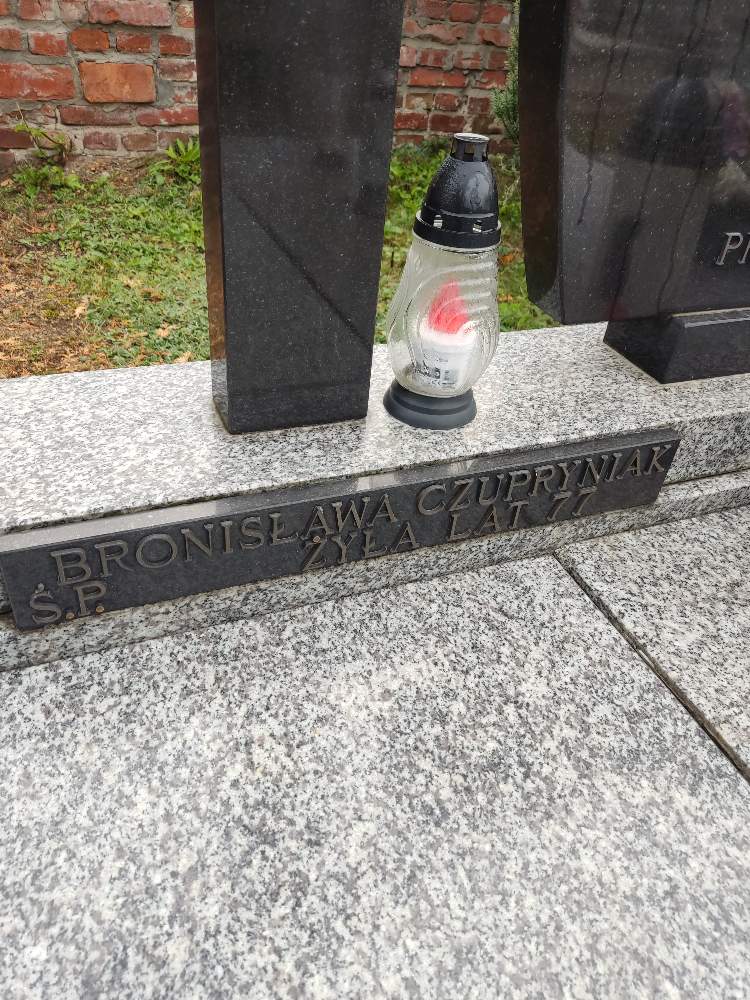 Ś.P. BRONISŁAWA CZUPRYNIAK
ŻYŁA LAT 77